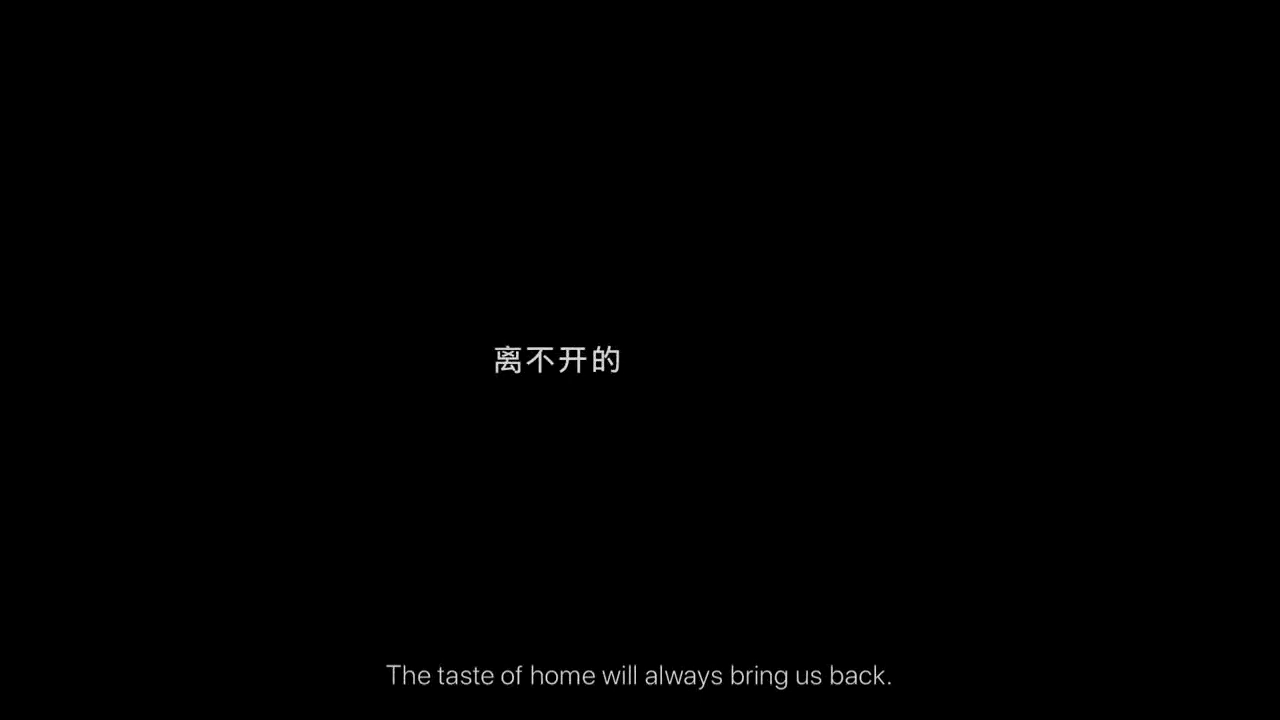 离不开的
The taste of home will always bring us back.